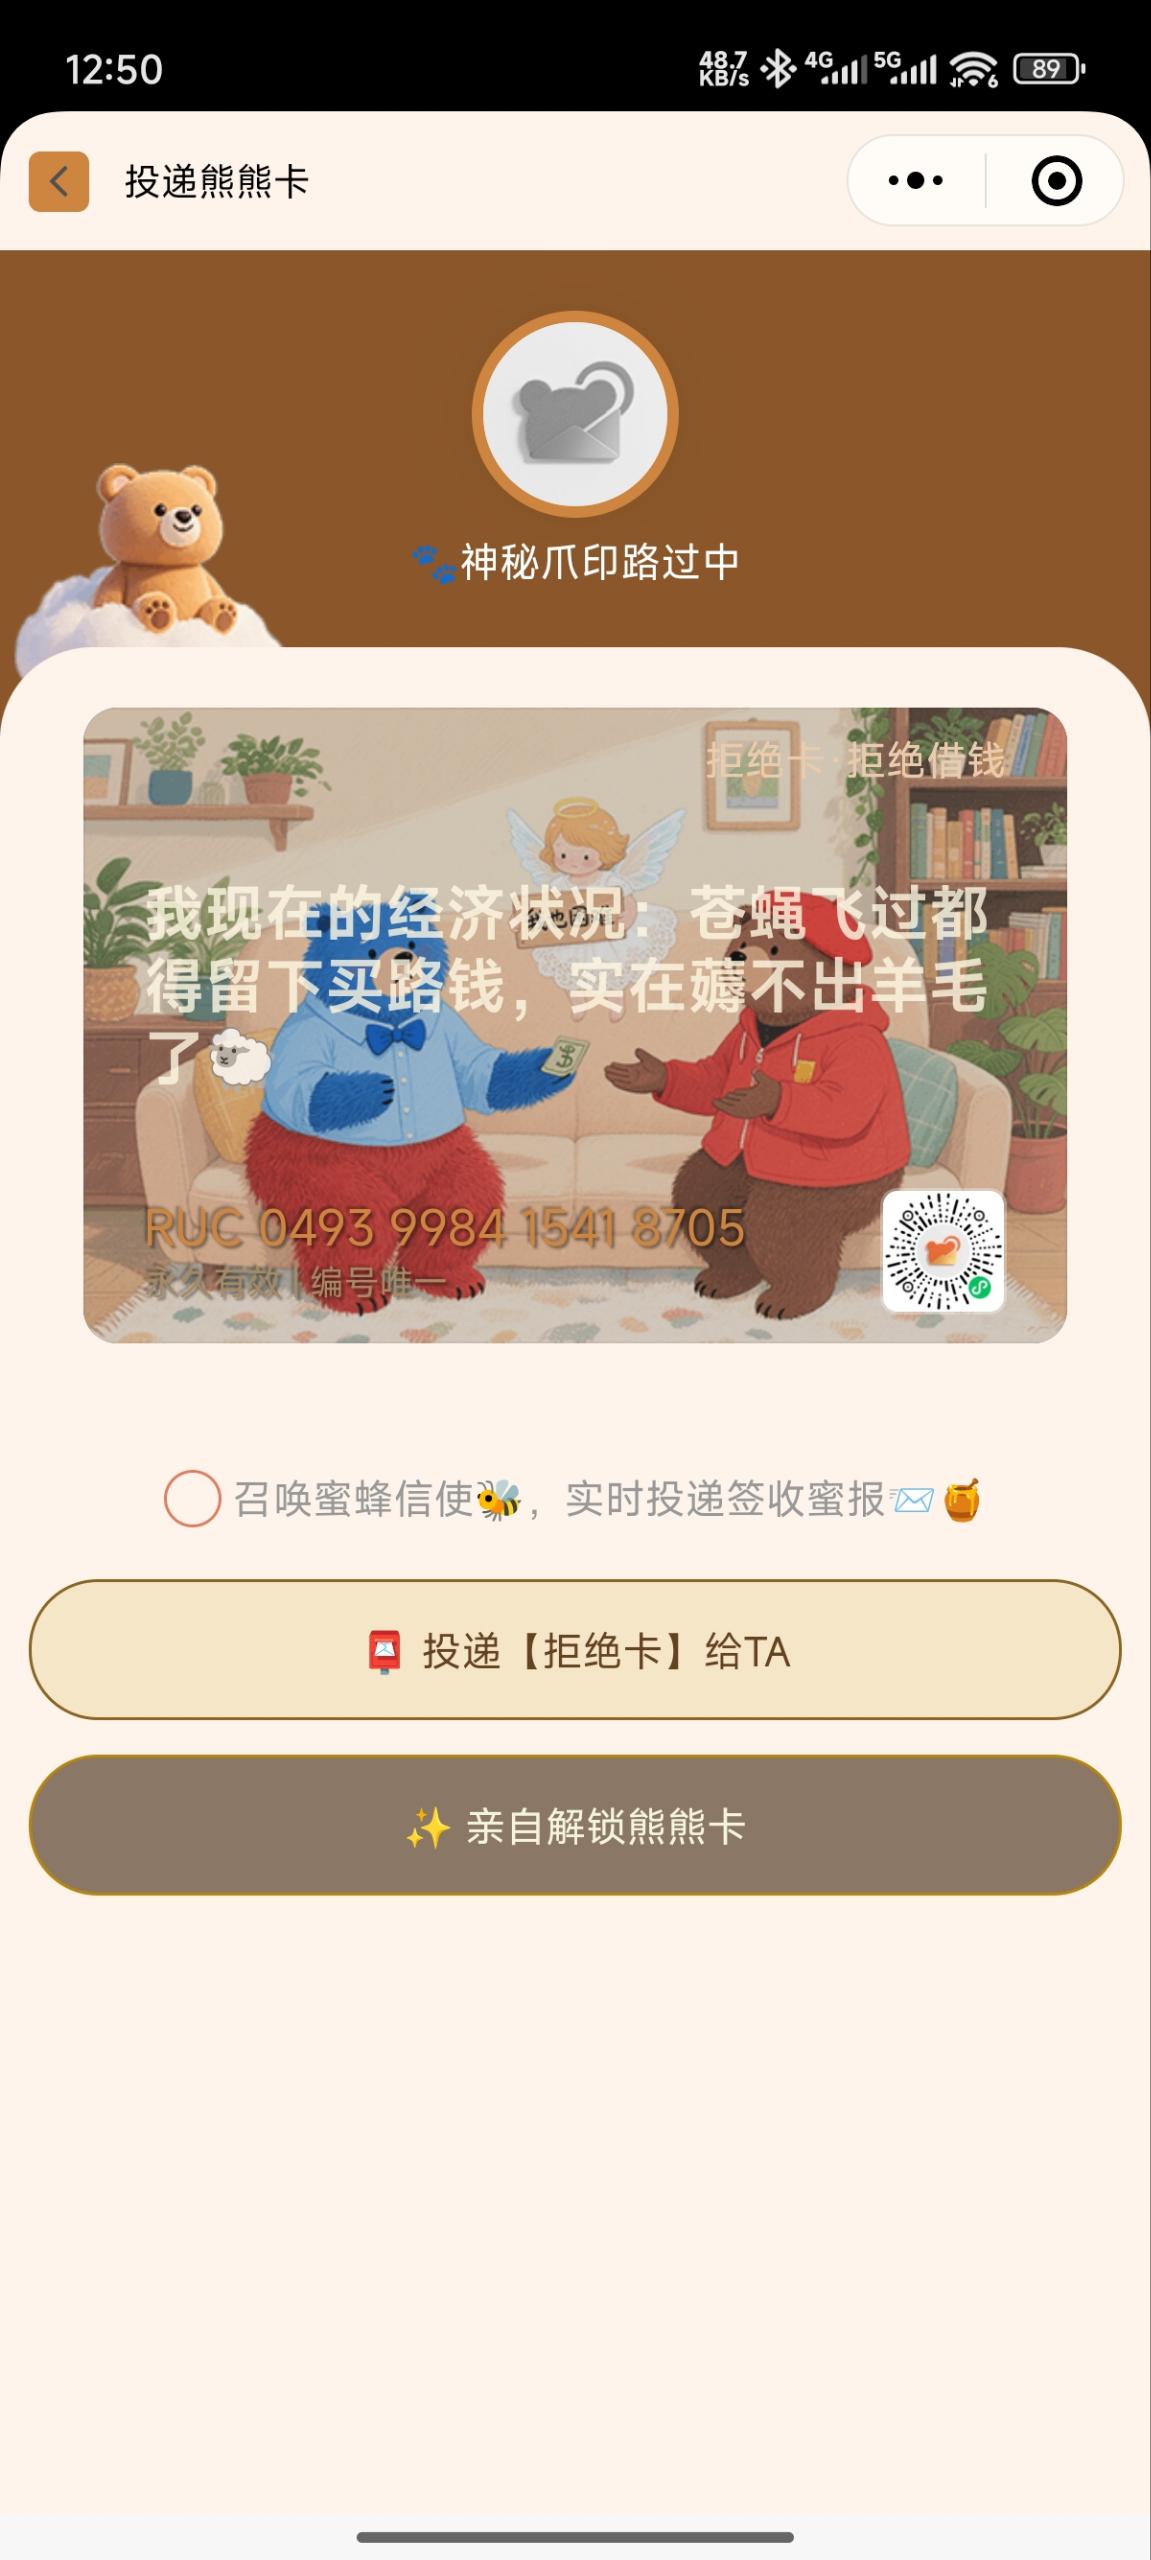 12:50
48.7 KB/s 4G 5G 6 89
投递熊熊卡
🐾神秘爪印路过中
拒绝卡·拒绝借钱
我现在的经济状况：苍蝇飞过都
得留下买路钱，实在薅不出羊毛
了🐑
RUC 0493 9984 1541 8705
永久有效 | 编号唯一
召唤蜜蜂信使🐝，实时投递签收蜜报📨🍯
📮 投递【拒绝卡】给TA
✨ 亲自解锁熊熊卡